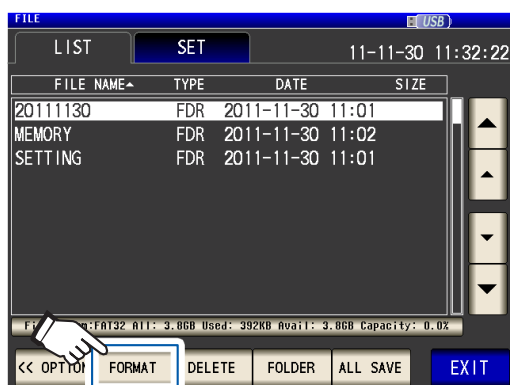 FILE USB
LIST SET 11-11-30 11:32:22
FILE NAME TYPE DATE SIZE
20111130 FDR 2011-11-30 11:01
MEMORY FDR 2011-11-30 11:02
SETTING FDR 2011-11-30 11:01
:FAT32 All: 3.8GB Used: 392KB Avail: 3.8GB Capacity: 0.0%
<< OPTION FORMAT DELETE FOLDER ALL SAVE EXIT